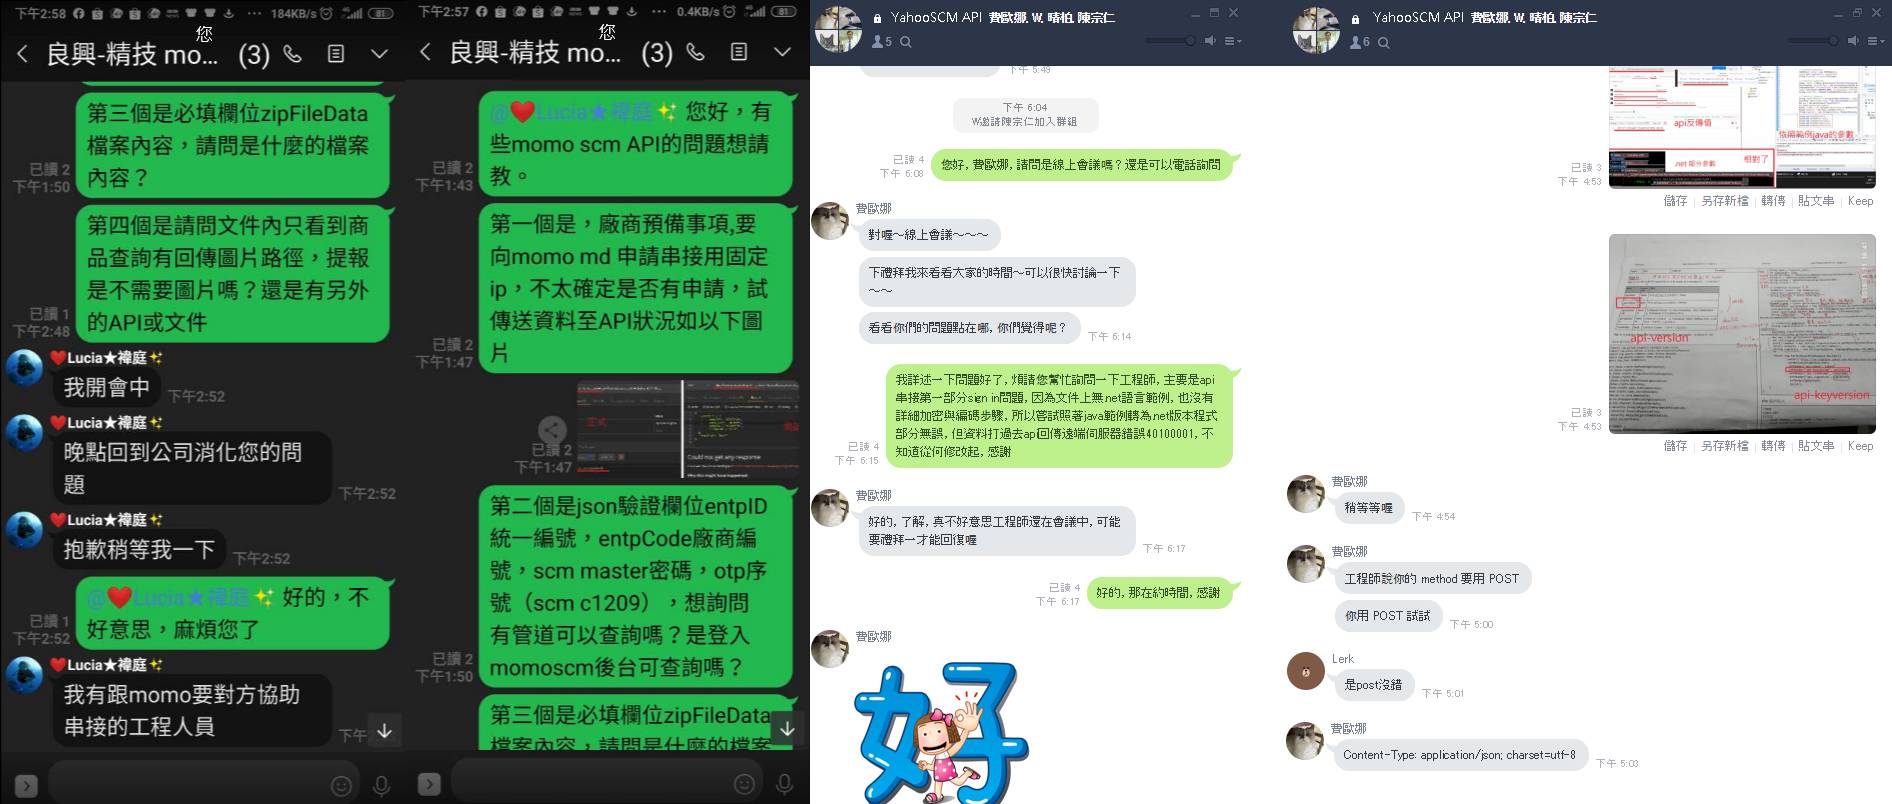 下午2:58
184KB/s
81
您
良興-精技 mo... (3)
第三個是必填欄位zipFileData
檔案內容，請問是什麼的檔案
內容？
已讀 2
下午1:50
第四個是請問文件內只看到商
品查詢有回傳圖片路徑，提報
是不需要圖片嗎？還是有另外
的API或文件
已讀 1
下午2:48
❤️Lucia★褘庭✨
我開會中
下午2:52
❤️Lucia★褘庭✨
晚點回到公司消化您的問
題
下午2:52
❤️Lucia★褘庭✨
抱歉稍等我一下
下午2:52
@❤️Lucia★褘庭✨ 好的，不
好意思，麻煩您了
已讀 1
下午2:52
❤️Lucia★褘庭✨
我有跟momo要對方協助
串接的工程人員
下午
下午2:57
0.4KB/s
81
您
良興-精技 mo... (3)
@❤️Lucia★褘庭✨ 您好，有
些momo scm API的問題想請
教。
已讀 2
下午1:43
第一個是，廠商預備事項,要
向momo md 申請串接用固定
ip，不太確定是否有申請，試
傳送資料至API狀況如以下圖
片
已讀 2
下午1:47
正式
Could not get any response
已讀 2
下午1:47
第二個是json驗證欄位entpID
統一編號，entpCode廠商編
號，scm master密碼，otp序
號（scm c1209），想詢問
有管道可以查詢嗎？是登入
momoscm後台可查詢嗎？
已讀 2
下午1:50
第三個是必填欄位zipFileData
檔案內容，請問是什麼的檔案
YahooSCM API 費歐娜, W, 晴柏, 陳宗仁
5
下午 5:49
下午 6:04
W邀請陳宗仁加入群組
已讀 4
下午 6:08
您好, 費歐娜, 請問是線上會議嗎？還是可以電話詢問
費歐娜
對喔～線上會議～～～
下禮拜我來看看大家的時間～可以很快討論一下
～～
看看你們的問題點在哪, 你們覺得呢？
下午 6:14
我詳述一下問題好了, 煩請您幫忙詢問一下工程師, 主要是api
串接第一部分sign in問題, 因為文件上無.net語言範例, 也沒有
詳細加密與編碼步驟, 所以嘗試照著java範例轉為.net版本程式
部分無誤, 但資料打過去api回傳遠端伺服器錯誤40100001, 不
知道從何修改起, 感謝
已讀 4
下午 6:15
費歐娜
好的, 了解, 真不好意思工程師還在會議中, 可能
要禮拜一才能回復喔
下午 6:17
已讀 4
下午 6:17
好的, 那在約時間, 感謝
費歐娜
好子
YahooSCM API 費歐娜, W, 晴柏, 陳宗仁
6
api反傳值
依照範例java的參數
.net 部分參數
相對了
已讀 3
下午 4:53
儲存 | 另存新檔 | 轉傳 | 貼文串 | Keep
api-version
api-keyversion
已讀 3
下午 4:53
儲存 | 另存新檔 | 轉傳 | 貼文串 | Keep
費歐娜
稍等等喔
下午 4:54
費歐娜
工程師說你的 method 要用 POST
你用 POST 試試
下午 5:00
Lerk
是post沒錯
下午 5:01
費歐娜
Content-Type: application/json; charset=utf-8
下午 5:03